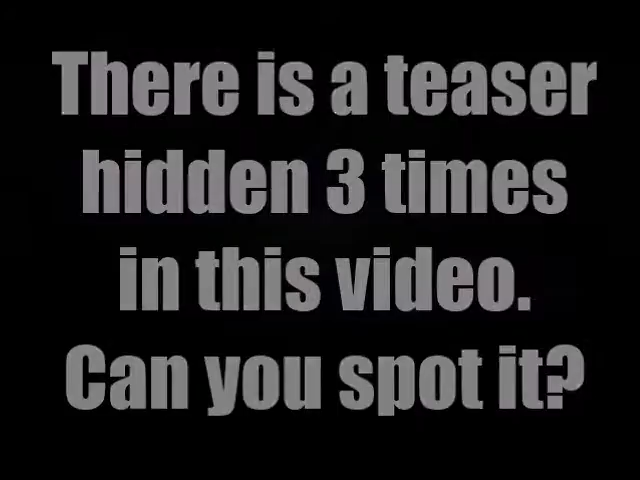 There is a teaser
hidden 3 times
in this video.
Can you spot it?